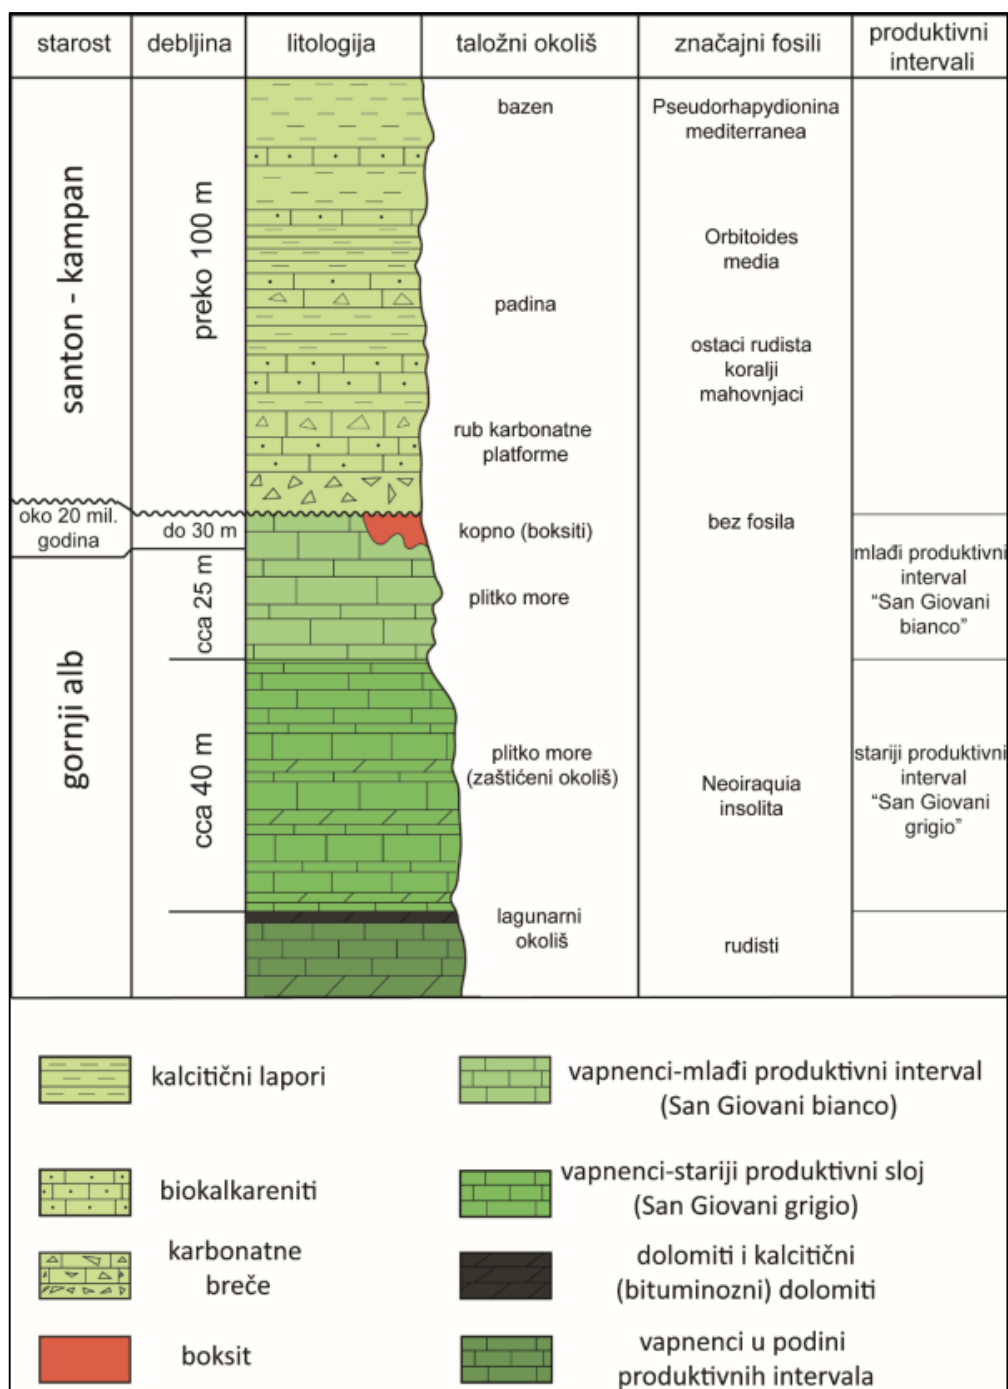 starost
debljina
litologija
taložni okoliš
značajni fosili
produktivni
intervali
santon - kampan
preko 100 m
bazen
Pseudorhapydionina
mediterranea
Orbitoides
media
padina
ostaci rudista
koralji
mahovnjaci
rub karbonatne
platforme
oko 20 mil.
godina
do 30 m
kopno (boksiti)
bez fosila
gornji alb
cca 25 m
plitko more
mlađi produktivni
interval
“San Giovani
bianco”
cca 40 m
plitko more
(zaštićeni okoliš)
Neoiraquia
insolita
stariji produktivni
interval
“San Giovani
grigio”
lagunarni
okoliš
rudisti
kalcitični lapori
vapnenci-mlađi produktivni interval
(San Giovani bianco)
biokalkareniti
vapnenci-stariji produktivni sloj
(San Giovani grigio)
karbonatne
breče
dolomiti i kalcitični
(bituminozni) dolomiti
boksit
vapnenci u podini
produktivnih intervala